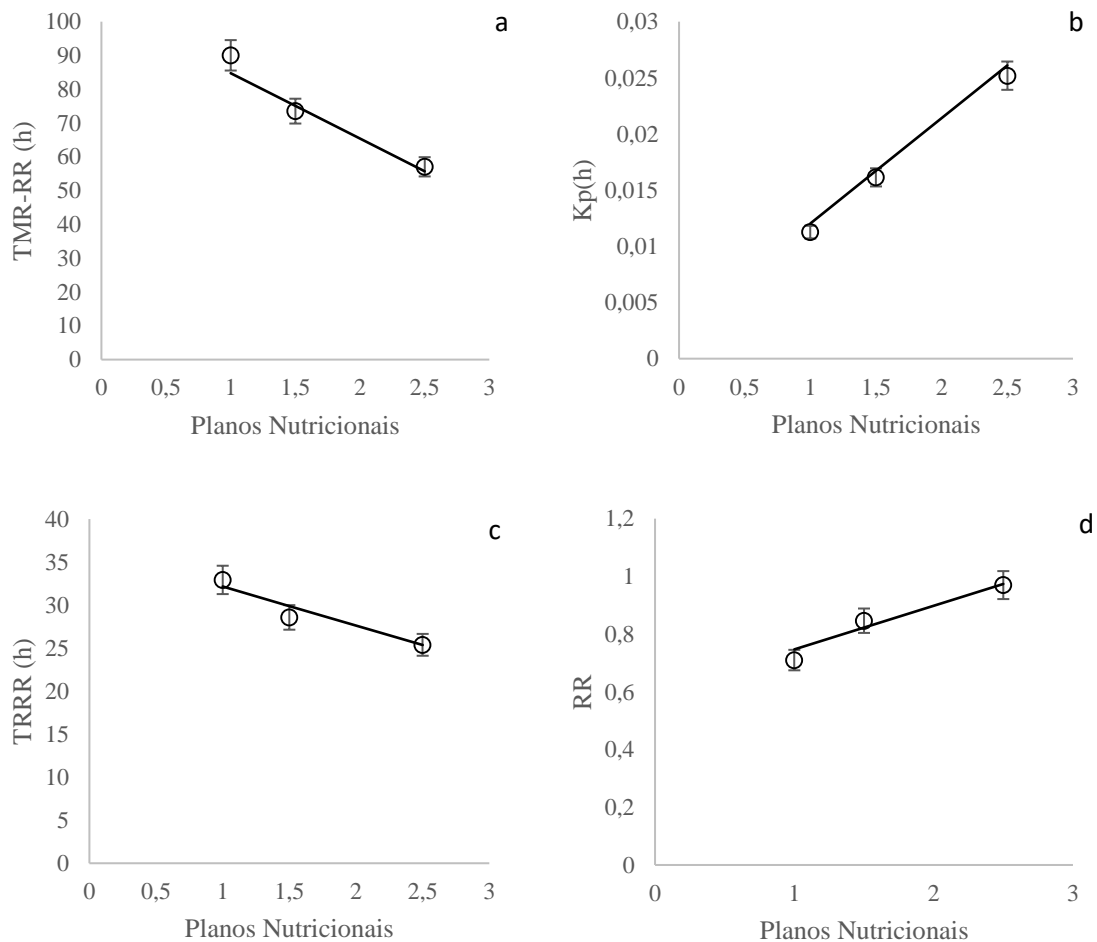 a
TMR-RR (h)
100
90
80
70
60
50
40
30
20
10
0
0 0,5 1 1,5 2 2,5 3
Planos Nutricionais
b
Kp(h)
0,03
0,025
0,02
0,015
0,01
0,005
0
0 0,5 1 1,5 2 2,5 3
Planos Nutricionais
c
TRRR (h)
40
35
30
25
20
15
10
5
0
0 0,5 1 1,5 2 2,5 3
Planos Nutricionais
d
RR
1,2
1
0,8
0,6
0,4
0,2
0
0 1 2 3
Planos Nutricionais